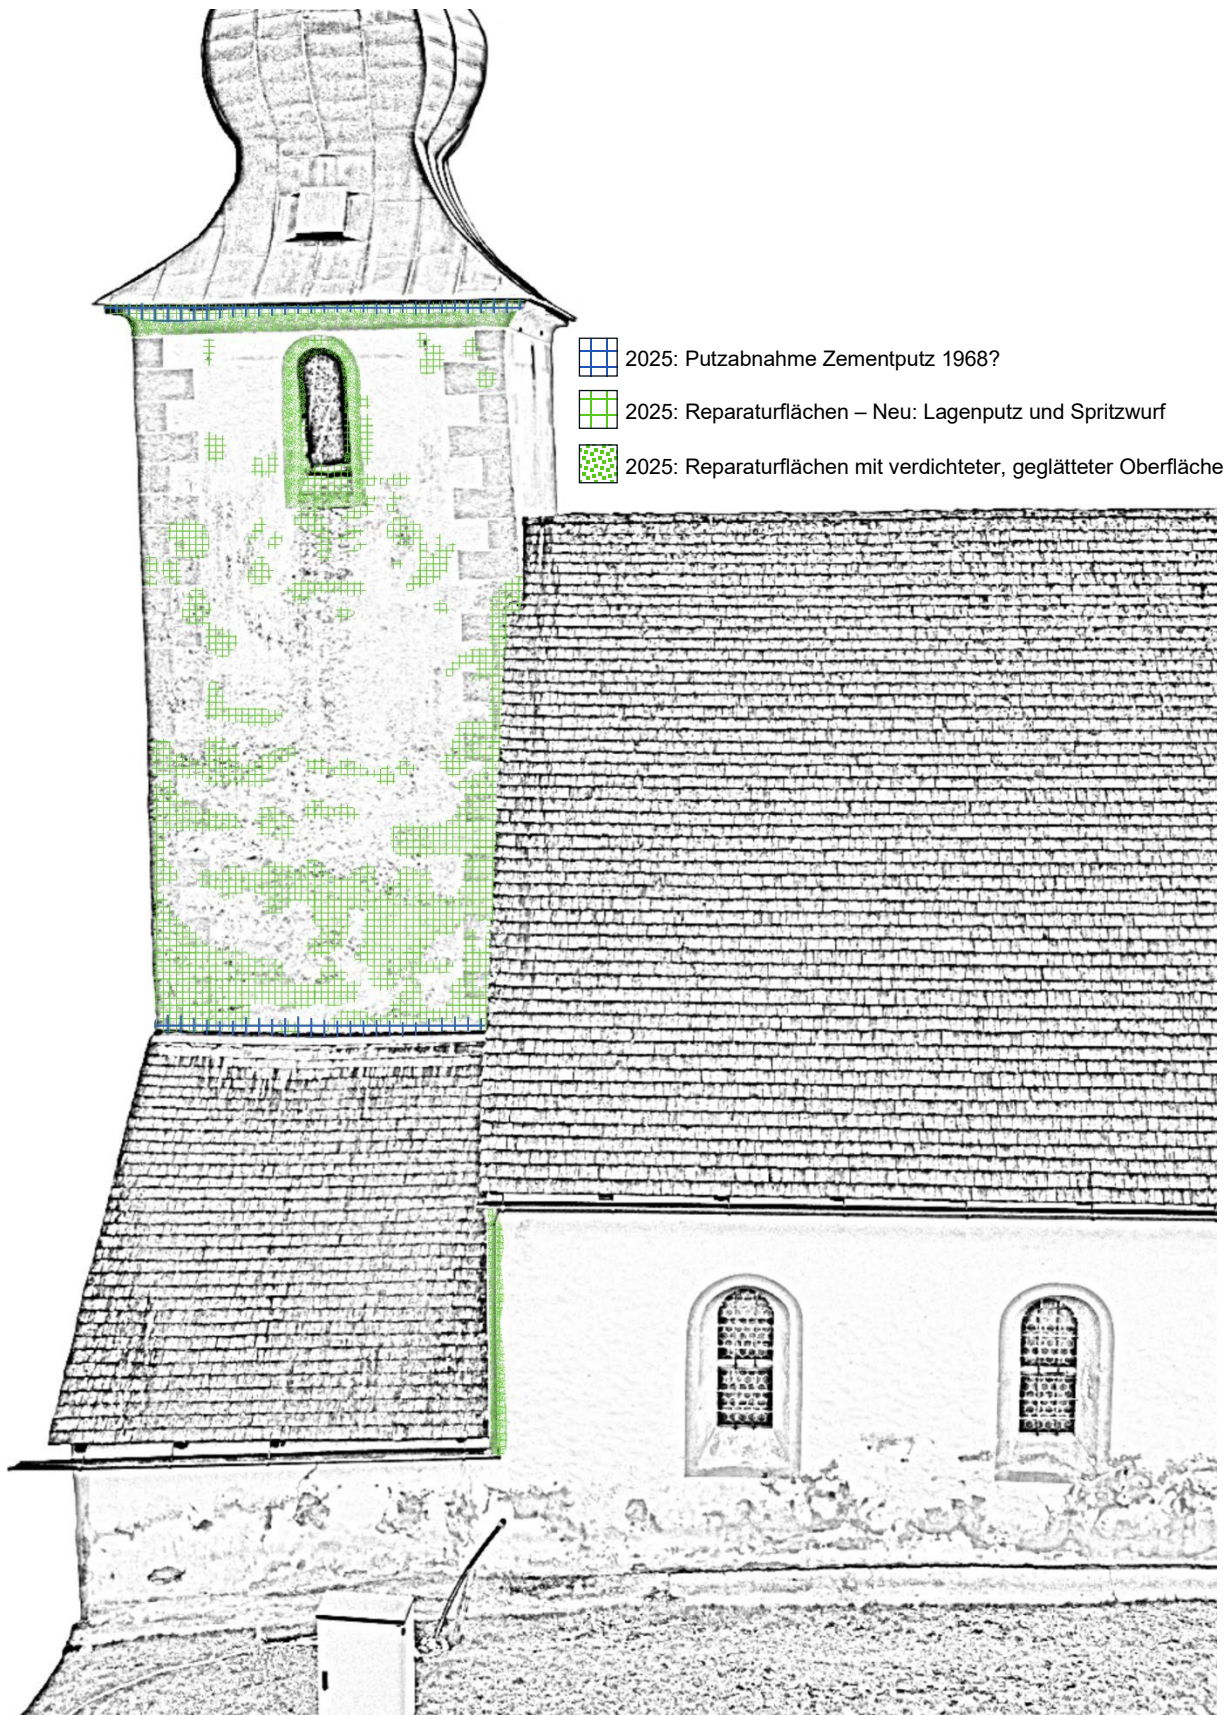 2025: Putzabnahme Zementputz 1968?
2025: Reparaturflächen – Neu: Lagenputz und Spritzwurf
2025: Reparaturflächen mit verdichteter, geglätteter Oberfläche